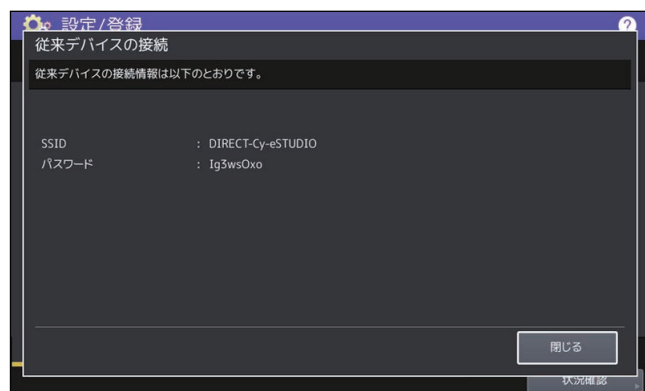 設定/登録
?
従来デバイスの接続
従来デバイスの接続情報は以下のとおりです。
SSID : DIRECT-Cy-eSTUDIO
パスワード : Ig3wsOxo
閉じる
状況確認